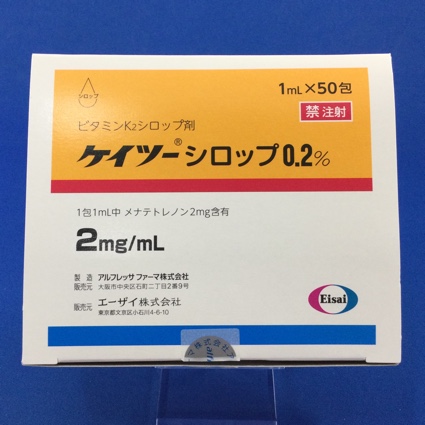 シロップ
1mL×50包
禁注射
ビタミンK2シロップ剤
ケイツー®シロップ0.2%
1包1mL中 メナテトレノン2mg含有
2mg/mL
製造販売元 アルフレッサ ファーマ株式会社
大阪市中央区石町二丁目2番9号
販売元 エーザイ株式会社
東京都文京区小石川4-6-10
Eisai